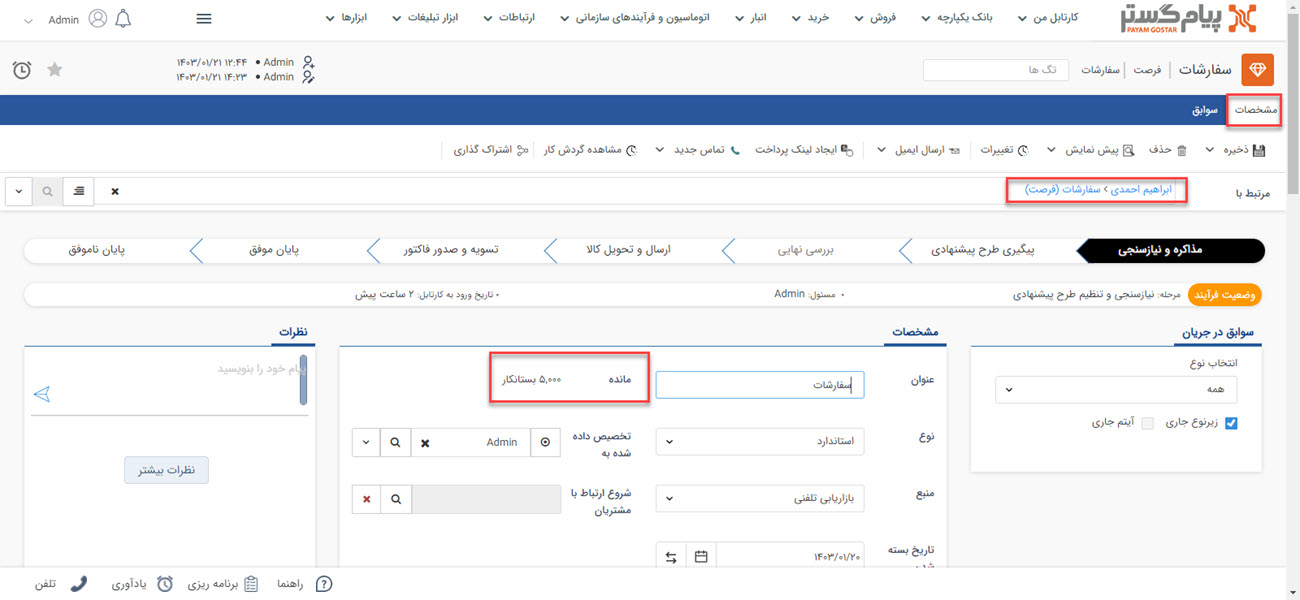 پیام‌گستر
PAYAM GOSTAR
کارتابل من
بانک یکپارچه
فروش
خرید
انبار
اتوماسیون و فرآیندهای سازمانی
ارتباطات
ابزار تبلیغات
ابزارها
Admin
سفارشات | فرصت | سفارشات
تگ ها
Admin • ۱۴۰۳/۰۱/۲۱ ۱۲:۴۴
Admin • ۱۴۰۳/۰۱/۲۱ ۱۴:۲۳
مشخصات
سوابق
ذخیره
حذف
پیش نمایش
تغییرات
ارسال ایمیل
ایجاد لینک پرداخت
تماس جدید
مشاهده گردش کار
اشتراک گذاری
مرتبط با
ابراهیم احمدی > سفارشات (فرصت)
مذاکره و نیازسنجی
پیگیری طرح پیشنهادی
بررسی نهایی
ارسال و تحویل کالا
تسویه و صدور فاکتور
پایان موفق
پایان ناموفق
وضعیت فرآیند
مرحله: نیازسنجی و تنظیم طرح پیشنهادی
• مسئول: Admin
• تاریخ ورود به کارتابل: ۲ ساعت پیش
سوابق در جریان
انتخاب نوع
همه
زیرنوع جاری
آیتم جاری
مشخصات
عنوان
سفارشات
مانده
۵,۰۰۰ بستانکار
نوع
استاندارد
تخصیص داده
شده به
Admin
منبع
بازاریابی تلفنی
شروع ارتباط با
مشتریان
تاریخ بسته
شدن
۱۴۰۳/۰۱/۲۰
نظرات
پیام خود را بنویسید
نظرات بیشتر
راهنما
برنامه ریزی
یادآوری
تلفن